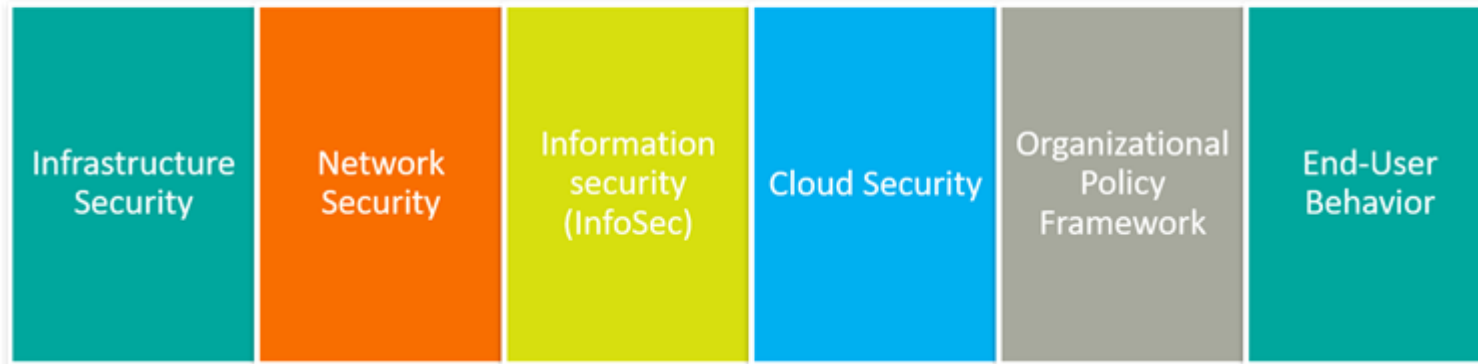 Infrastructure
Security
Network
Security
Information
security
(InfoSec)
Cloud Security
Organizational
Policy
Framework
End-User
Behavior